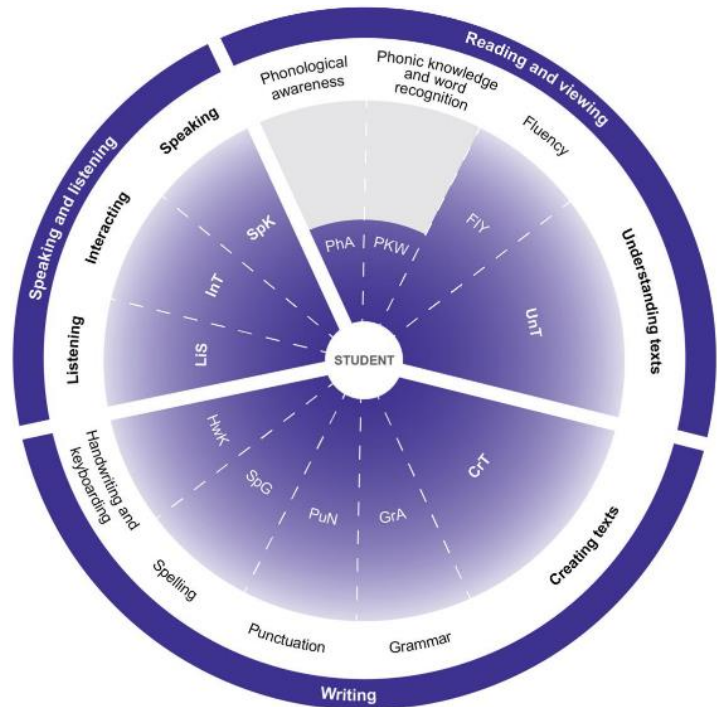 Reading and viewing
Phonological
awareness
Phonic knowledge
and word
recognition
Fluency
Understanding texts
PhA
PKW
FlY
UnT
Speaking and listening
Speaking
Interacting
Listening
SpK
InT
LiS
STUDENT
HwK
SpG
PuN
GrA
CrT
Handwriting and
keyboarding
Spelling
Punctuation
Grammar
Creating texts
Writing